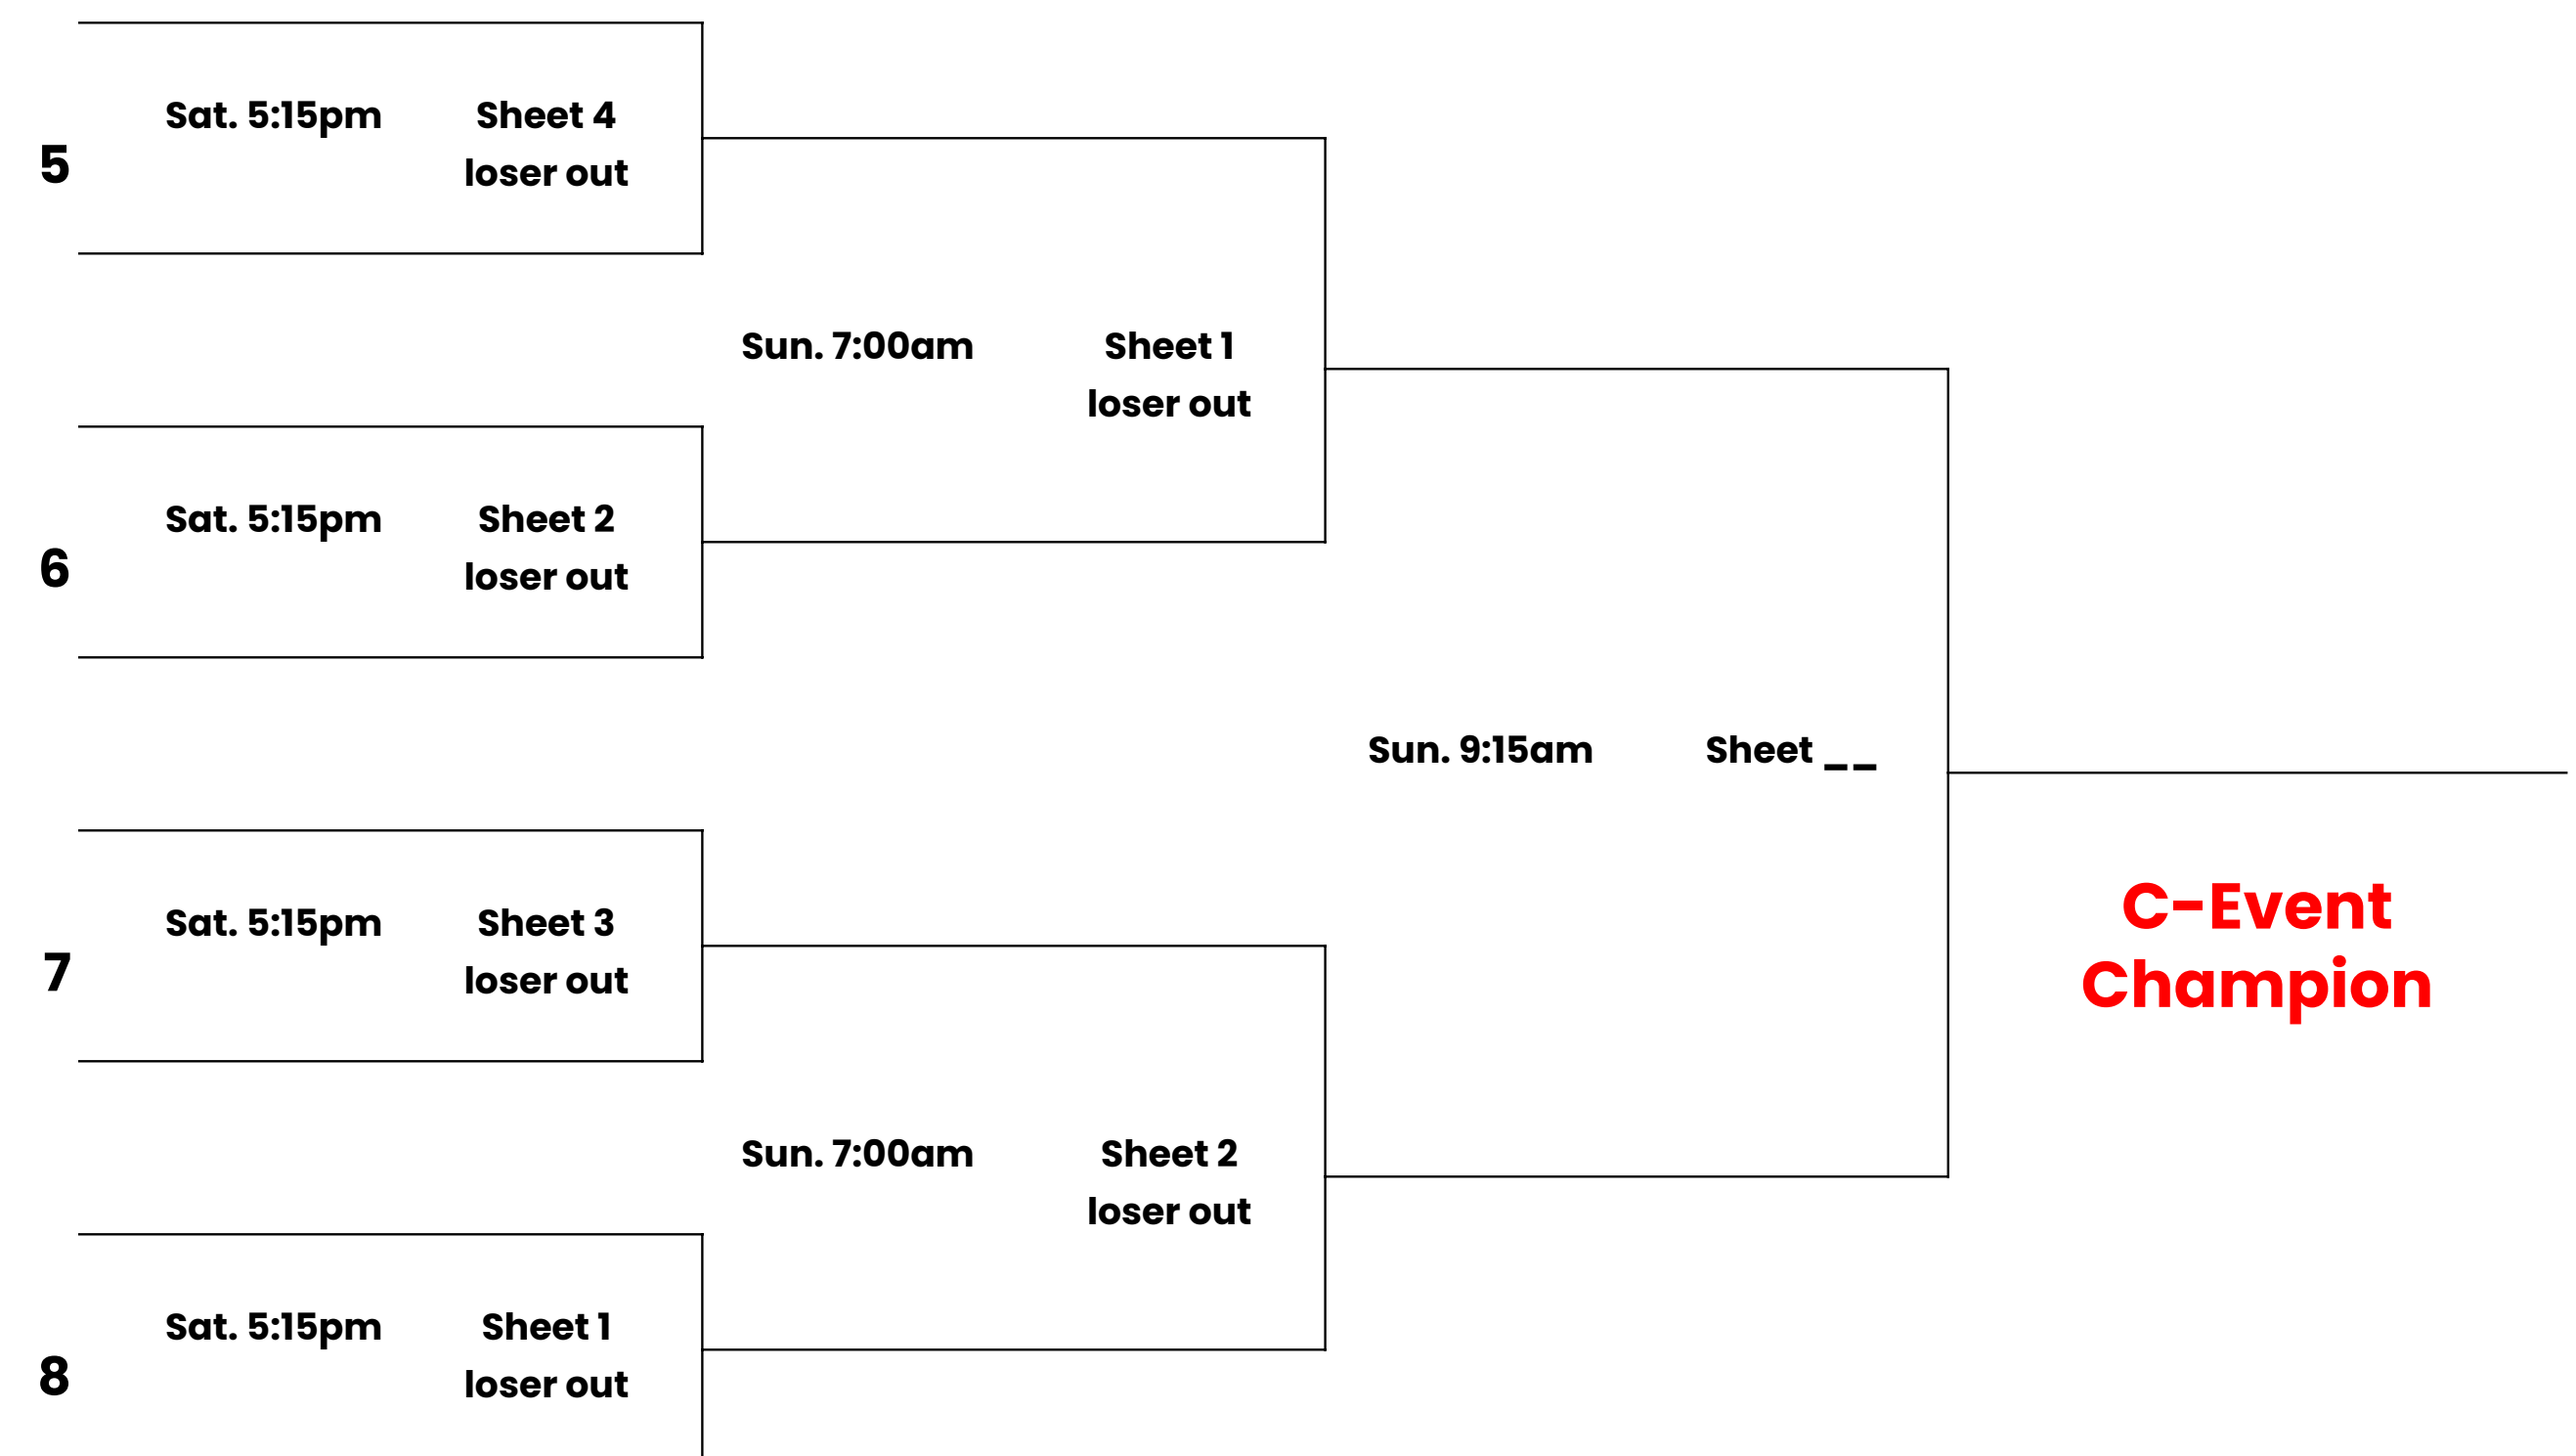 Sat. 5:15pm Sheet 4
5
loser out
Sun. 7:00am Sheet 1
loser out
Sat. 5:15pm Sheet 2
6
loser out
Sun. 9:15am Sheet __
Sat. 5:15pm Sheet 3
7
loser out
C-Event
Champion
Sun. 7:00am Sheet 2
loser out
Sat. 5:15pm Sheet 1
8
loser out